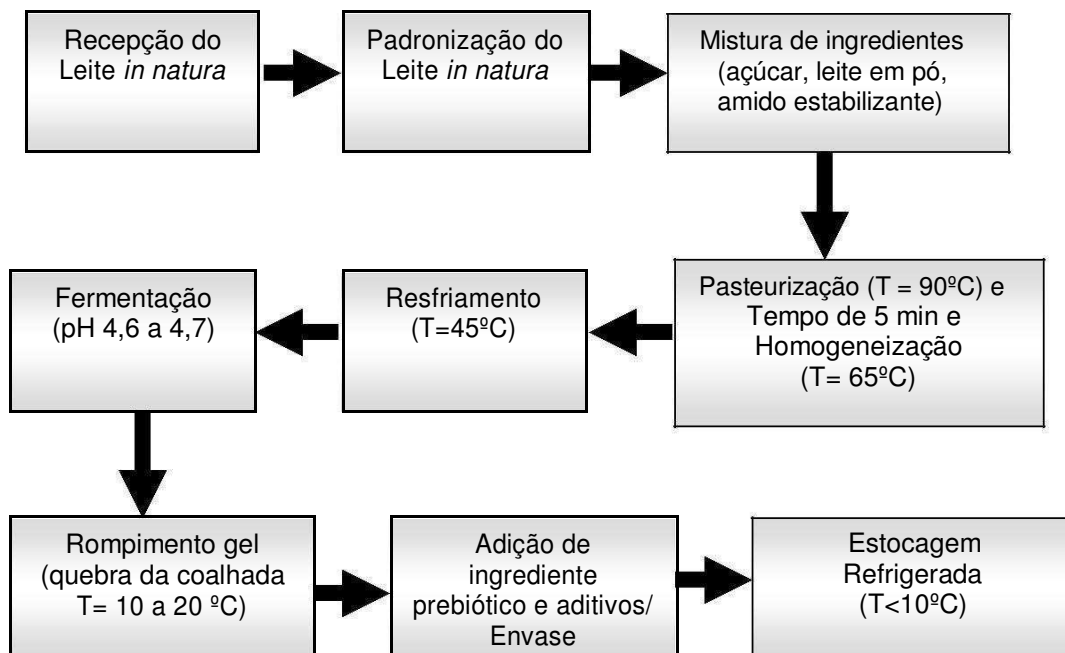 Recepção do
Leite in natura
Padronização do
Leite in natura
Mistura de ingredientes
(açúcar, leite em pó,
amido estabilizante)
Pasteurização (T = 90ºC) e
Tempo de 5 min e
Homogeneização
(T= 65ºC)
Resfriamento
(T=45ºC)
Fermentação
(pH 4,6 a 4,7)
Rompimento gel
(quebra da coalhada
T= 10 a 20 ºC)
Adição de
ingrediente
prebiótico e aditivos/
Envase
Estocagem
Refrigerada
(T<10ºC)